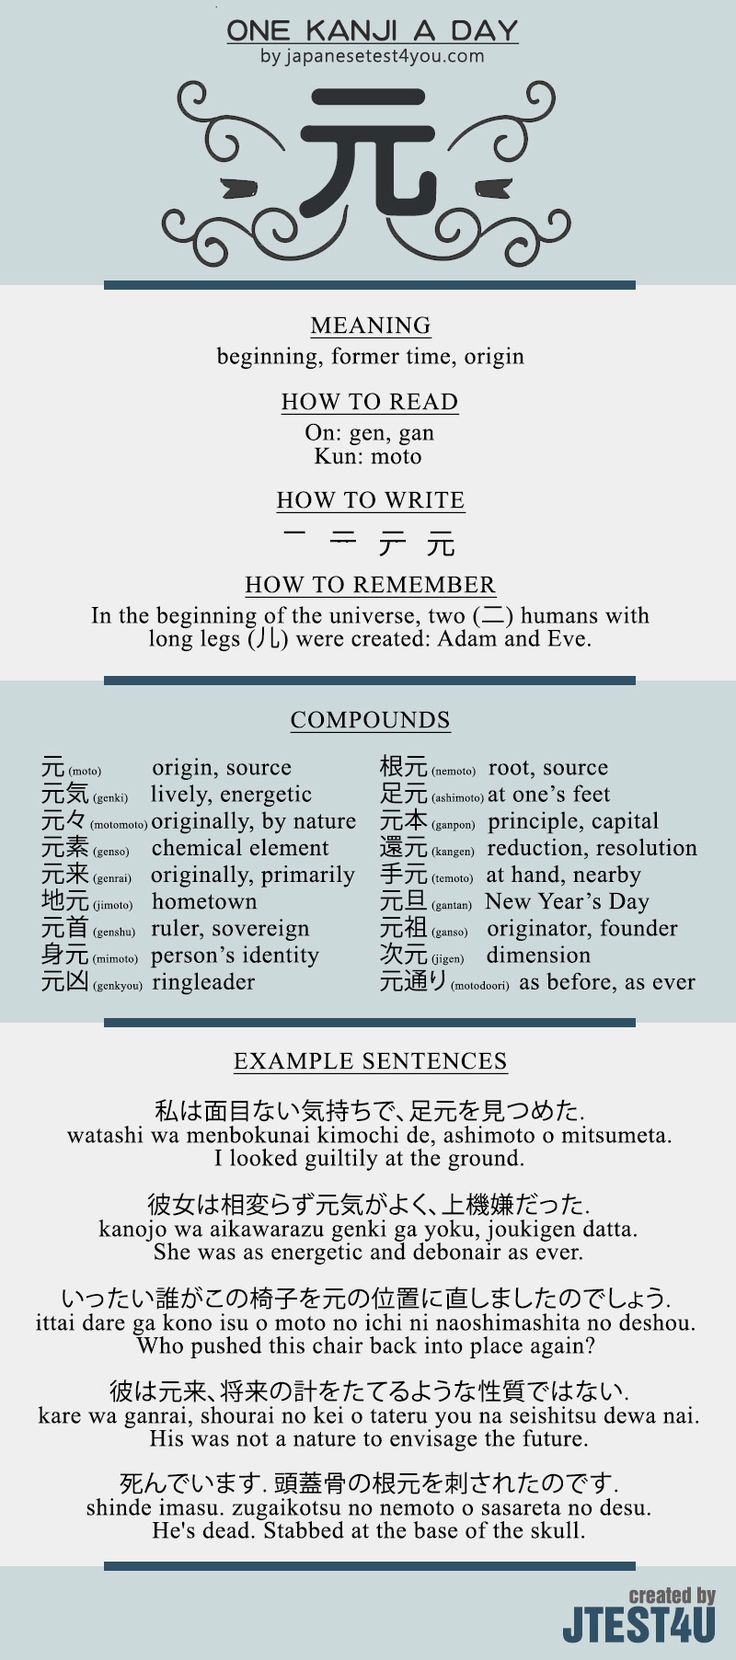 ONE KANJI A DAY
by japanesetest4you.com
元
MEANING
beginning, former time, origin
HOW TO READ
On: gen, gan
Kun: moto
HOW TO WRITE
元
HOW TO REMEMBER
In the beginning of the universe, two (二) humans with
long legs (儿) were created: Adam and Eve.
COMPOUNDS
元 (moto) origin, source
元気 (genki) lively, energetic
元々 (motomoto) originally, by nature
元素 (genso) chemical element
元来 (genrai) originally, primarily
地元 (jimoto) hometown
元首 (genshu) ruler, sovereign
身元 (mimoto) person's identity
元凶 (genkyou) ringleader
根元 (nemoto) root, source
足元 (ashimoto) at one's feet
元本 (ganpon) principle, capital
還元 (kangen) reduction, resolution
手元 (temoto) at hand, nearby
元旦 (gantan) New Year's Day
元祖 (ganso) originator, founder
次元 (jigen) dimension
元通り (motodoori) as before, as ever
EXAMPLE SENTENCES
私は面目ない気持ちで、足元を見つめた.
watashi wa menbokunai kimochi de, ashimoto o mitsumeta.
I looked guiltily at the ground.
彼女は相変らず元気がよく、上機嫌だった.
kanojo wa aikawarazu genki ga yoku, joukigen datta.
She was as energetic and debonair as ever.
いったい誰がこの椅子を元の位置に直しましたのでしょう.
ittai dare ga kono isu o moto no ichi ni naoshimashita no deshou.
Who pushed this chair back into place again?
彼は元来、将来の計をたてるような性質ではない.
kare wa ganrai, shourai no kei o tateru you na seishitsu dewa nai.
His was not a nature to envisage the future.
死んでいます. 頭蓋骨の根元を刺されたのです.
shinde imasu. zugaikotsu no nemoto o sasareta no desu.
He's dead. Stabbed at the base of the skull.
created by
JTEST4U